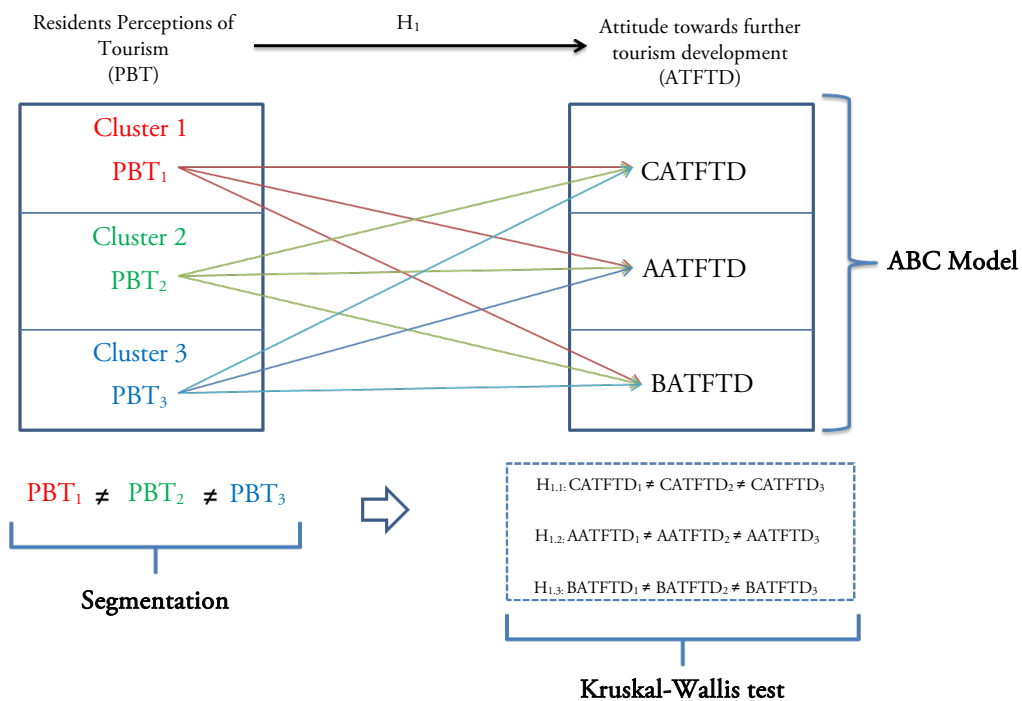 Residents Perceptions of
Tourism
(PBT)
H₁
Attitude towards further
tourism development
(ATFTD)
Cluster 1
PBT₁
CATFTD
Cluster 2
PBT₂
AATFTD
ABC Model
Cluster 3
PBT₃
BATFTD
PBT₁ ≠ PBT₂ ≠ PBT₃
Segmentation
H₁.₁: CATFTD₁ ≠ CATFTD₂ ≠ CATFTD₃
H₁.₂: AATFTD₁ ≠ AATFTD₂ ≠ AATFTD₃
H₁.₃: BATFTD₁ ≠ BATFTD₂ ≠ BATFTD₃
Kruskal-Wallis test